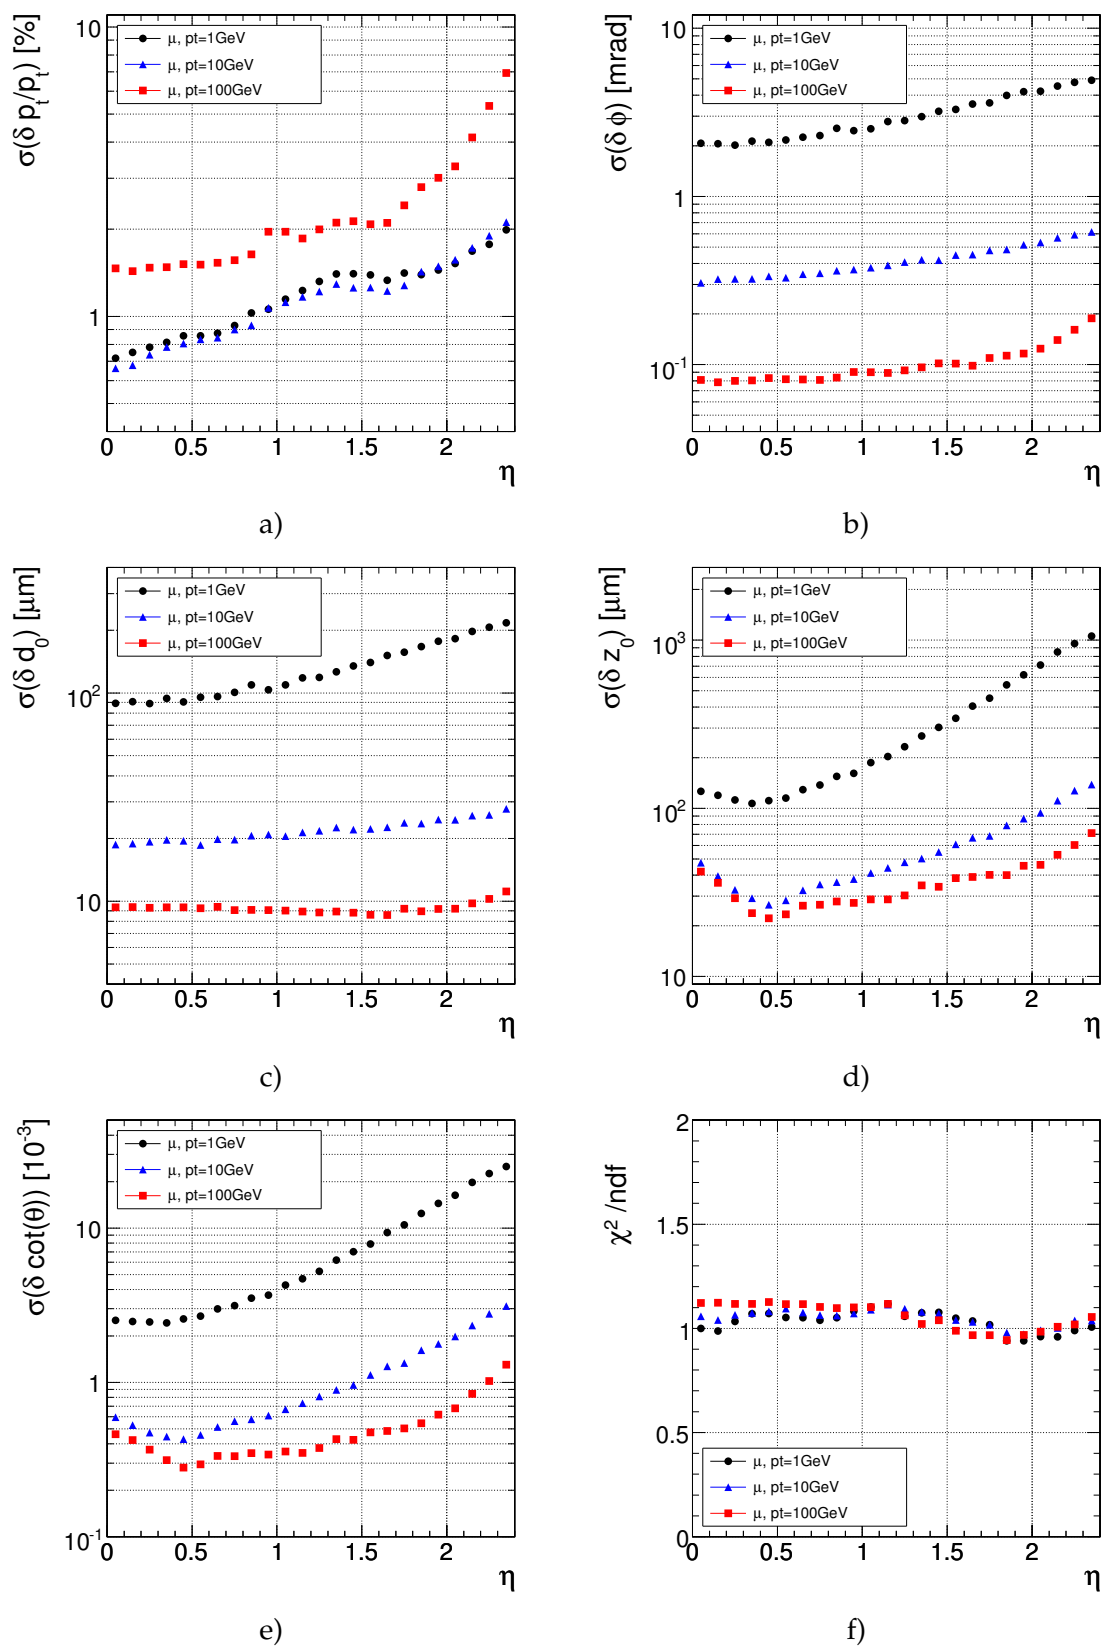 σ(δ p_t/p_t) [%]
10
1
μ, pt=1GeV
μ, pt=10GeV
μ, pt=100GeV
0 0.5 1 1.5 2
η
a)
σ(δ ϕ) [mrad]
10
1
10^-1
μ, pt=1GeV
μ, pt=10GeV
μ, pt=100GeV
0 0.5 1 1.5 2
η
b)
σ(δ d_0) [μm]
10^2
10
μ, pt=1GeV
μ, pt=10GeV
μ, pt=100GeV
0 0.5 1 1.5 2
η
c)
σ(δ z_0) [μm]
10^3
10^2
10
μ, pt=1GeV
μ, pt=10GeV
μ, pt=100GeV
0 0.5 1 1.5 2
η
d)
σ(δ cot(θ)) [10^-3]
10
1
10^-1
μ, pt=1GeV
μ, pt=10GeV
μ, pt=100GeV
0 0.5 1 1.5 2
η
e)
χ^2 /ndf
2
1.5
1
0.5
0
μ, pt=1GeV
μ, pt=10GeV
μ, pt=100GeV
0 0.5 1 1.5 2
η
f)